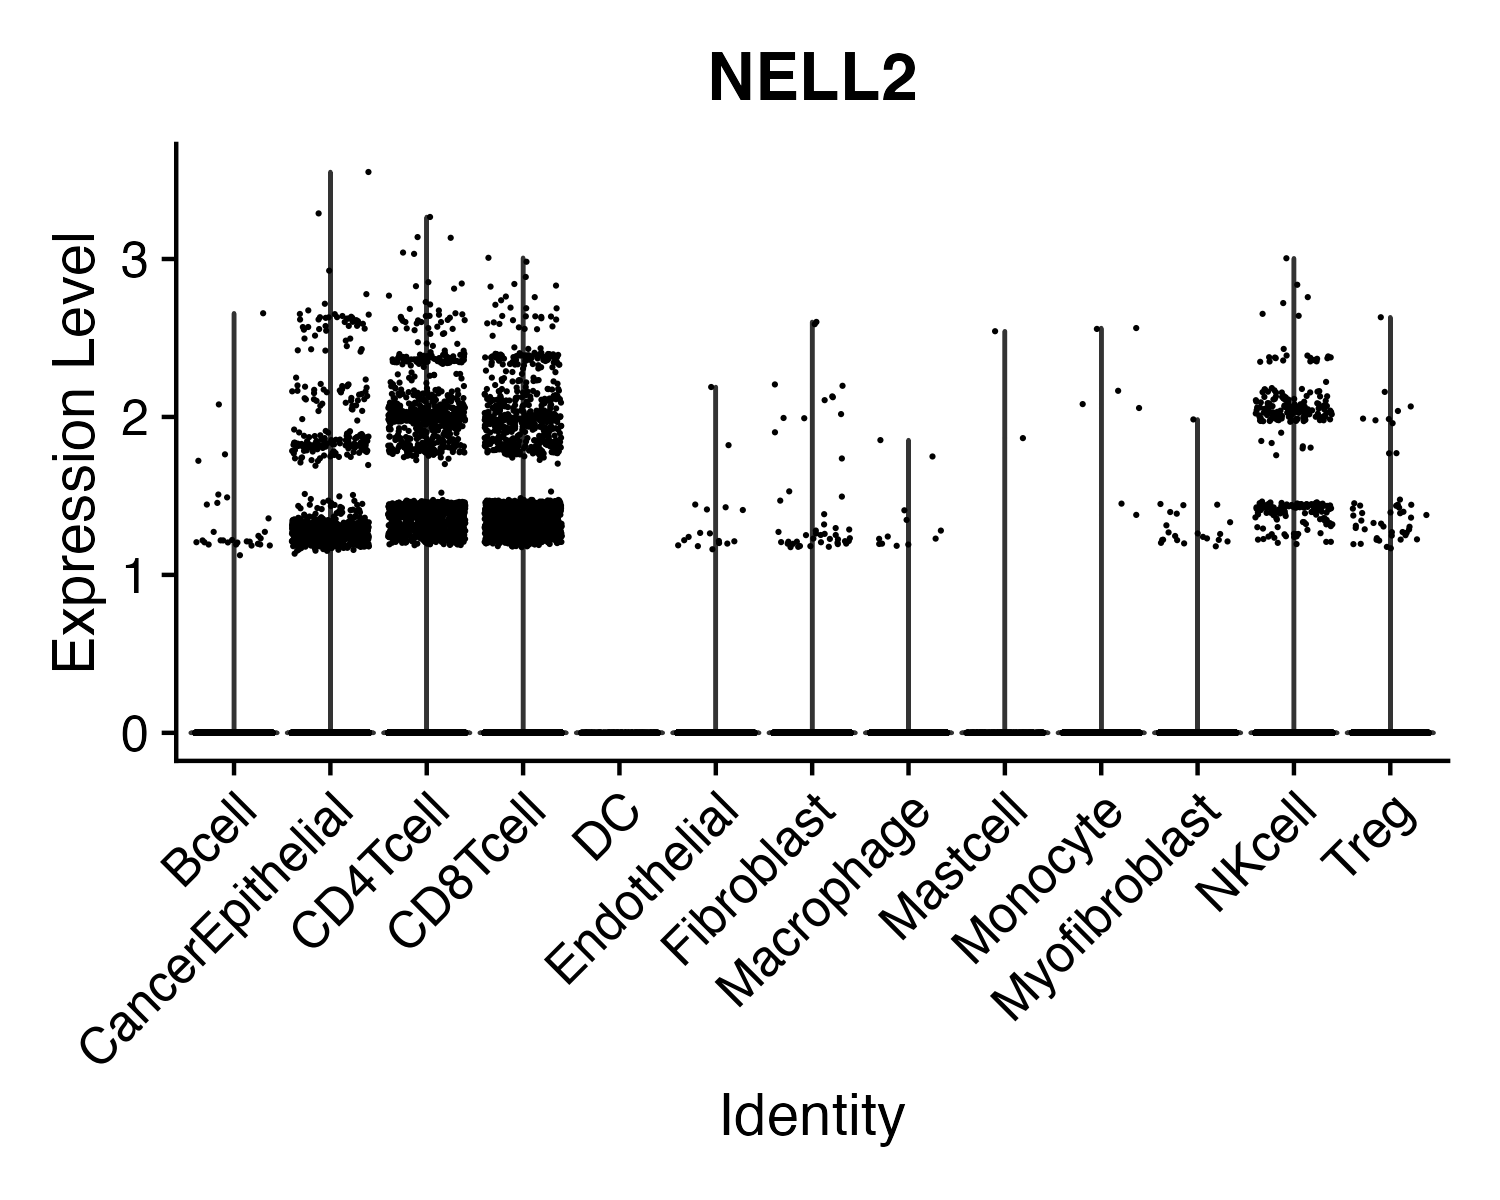 NELL2
Expression Level
3
2
1
0
Bcell
CancerEpithelial
CD4Tcell
CD8Tcell
DC
Endothelial
Fibroblast
Macrophage
Mastcell
Monocyte
Myofibroblast
NKcell
Treg
Identity